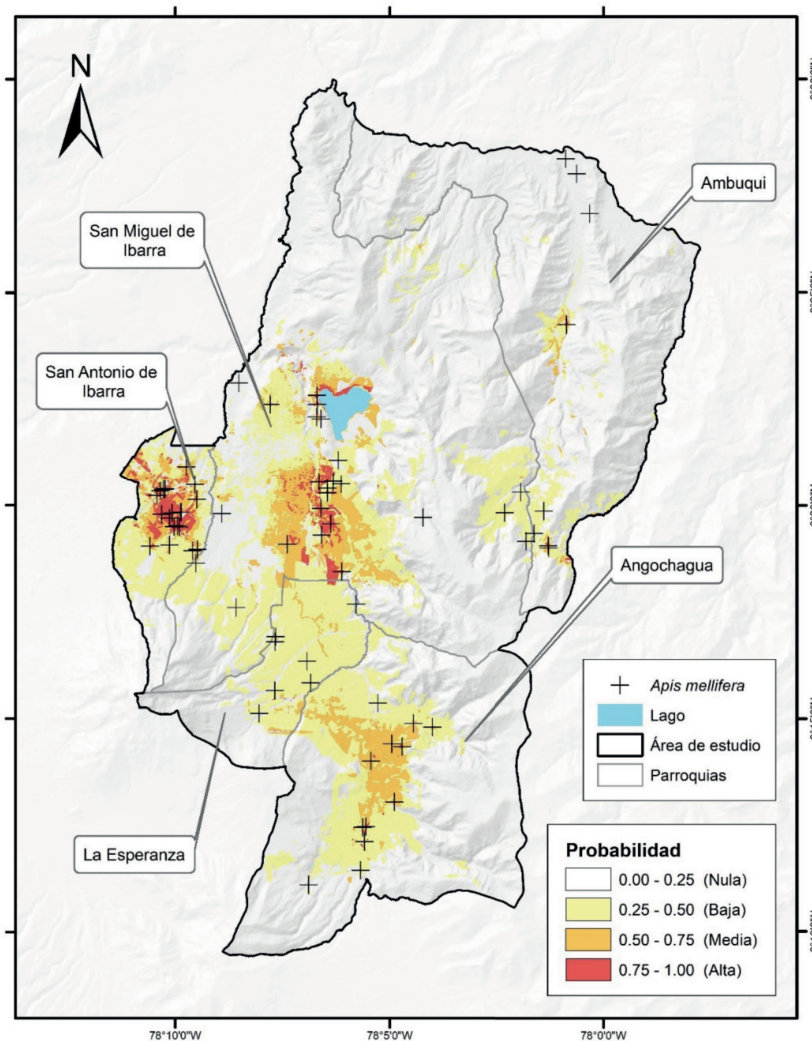 N
Ambuqui
San Miguel de
Ibarra
San Antonio de
Ibarra
Angochagua
La Esperanza
Apis mellifera
Lago
Área de estudio
Parroquias
Probabilidad
0.00 - 0.25 (Nula)
0.25 - 0.50 (Baja)
0.50 - 0.75 (Media)
0.75 - 1.00 (Alta)
78°10'0"W
78°5'0"W
78°0'0"W